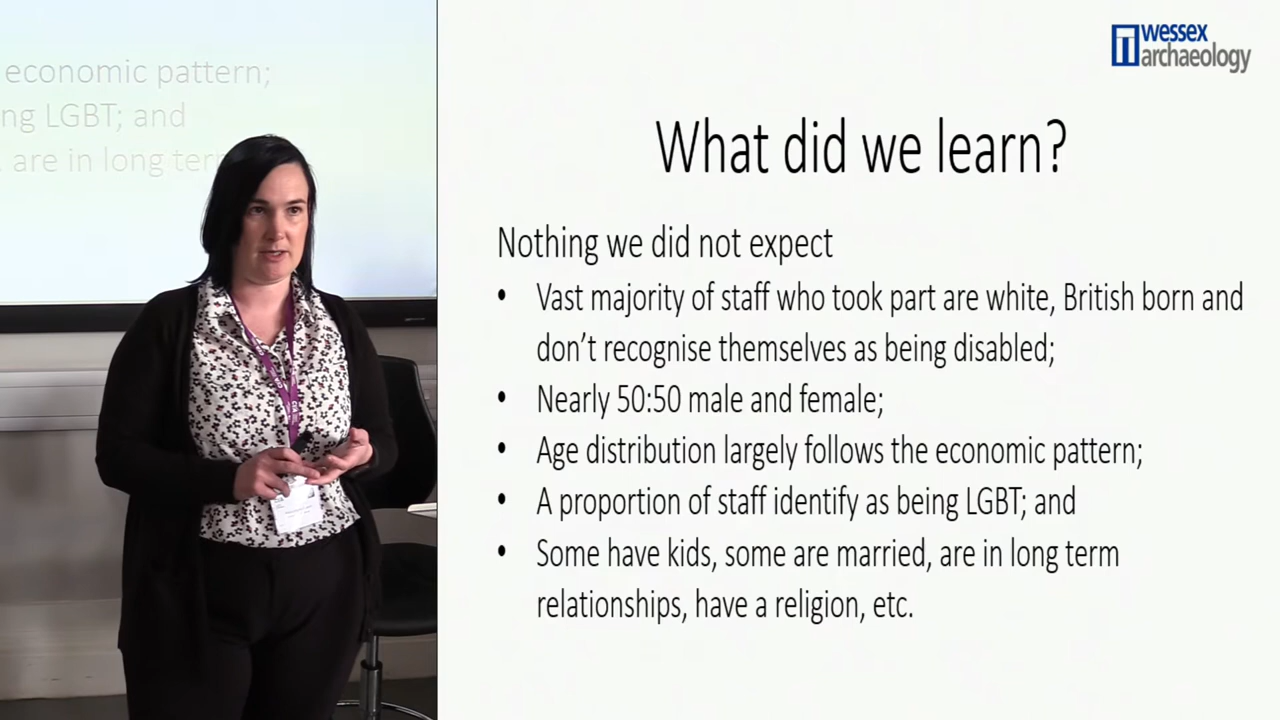 economic pattern;
ng LGBT; and
are in long ter
wessex
archaeology
What did we learn?
Nothing we did not expect
• Vast majority of staff who took part are white, British born and
don’t recognise themselves as being disabled;
• Nearly 50:50 male and female;
• Age distribution largely follows the economic pattern;
• A proportion of staff identify as being LGBT; and
• Some have kids, some are married, are in long term
relationships, have a religion, etc.